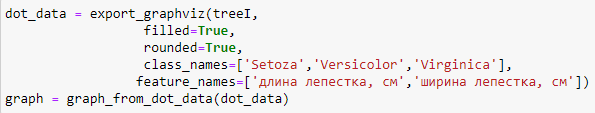 dot_data = export_graphviz(treeI,
filled=True,
rounded=True,
class_names=['Setoza','Versicolor','Virginica'],
feature_names=['длина лепестка, см','ширина лепестка, см'])
graph = graph_from_dot_data(dot_data)